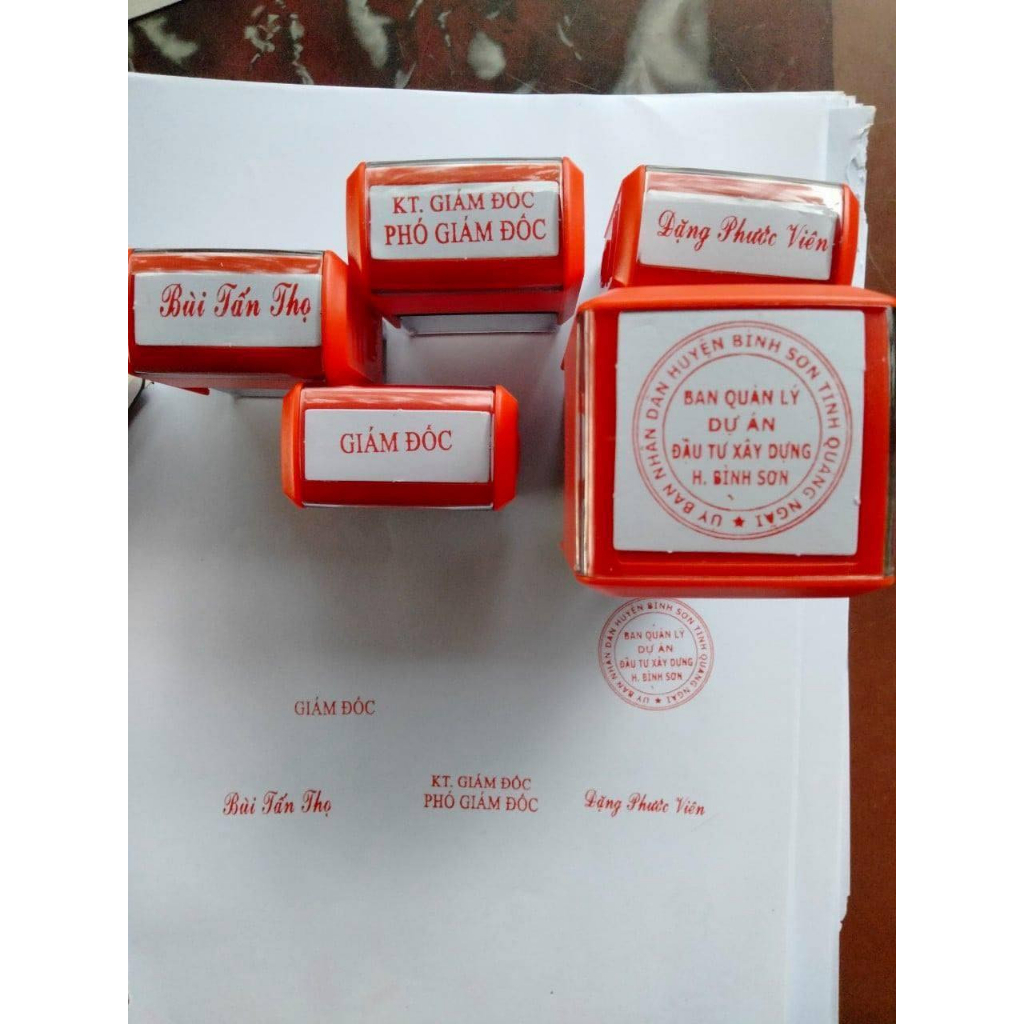 KT. GIÁM ĐỐC
PHÓ GIÁM ĐỐC
Đặng Phước Viên
Bùi Tấn Thọ
GIÁM ĐỐC
ỦY BAN NHÂN DÂN HUYỆN BÌNH SƠN TỈNH QUẢNG NGÃI ★
BAN QUẢN LÝ
DỰ ÁN
ĐẦU TƯ XÂY DỰNG
H. BÌNH SƠN
ỦY BAN NHÂN DÂN HUYỆN BÌNH SƠN TỈNH QUẢNG NGÃI ★
BAN QUẢN LÝ
DỰ ÁN
ĐẦU TƯ XÂY DỰNG
H. BÌNH SƠN
GIÁM ĐỐC
Bùi Tấn Thọ
KT. GIÁM ĐỐC
PHÓ GIÁM ĐỐC
Đặng Phước Viên